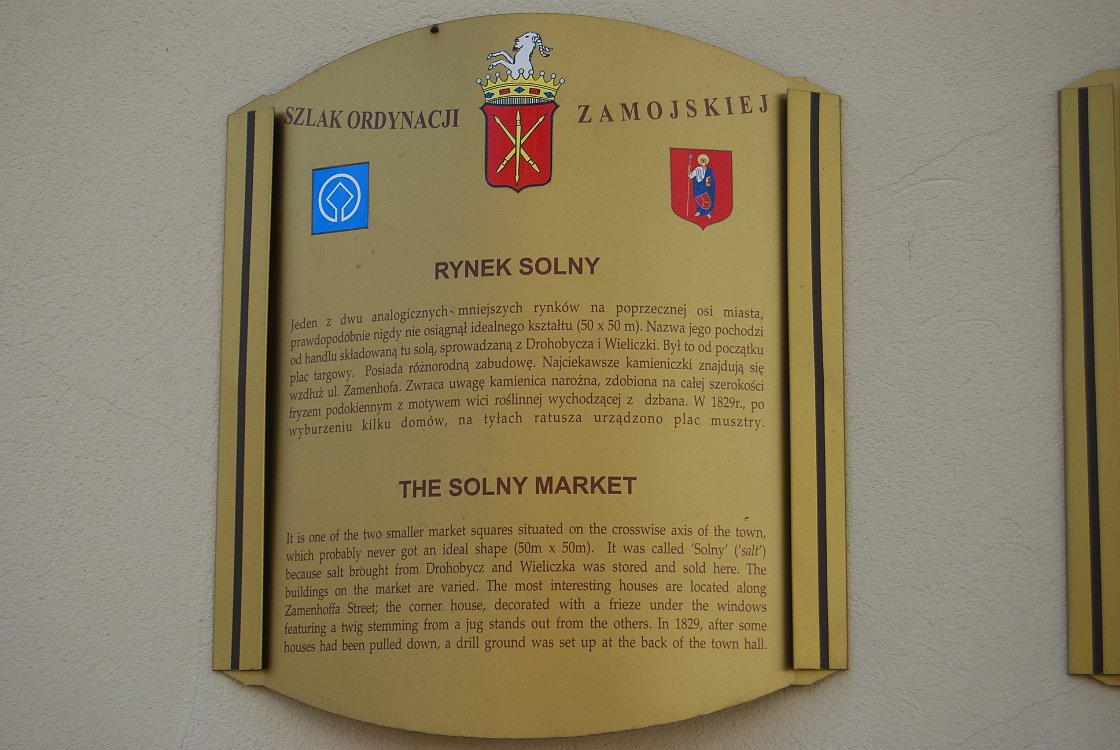 SZLAK ORDYNACJI ZAMOJSKIEJ
RYNEK SOLNY
Jeden z dwu analogicznych mniejszych rynków na poprzecznej osi miasta,
prawdopodobnie nigdy nie osiągnął idealnego kształtu (50 x 50 m). Nazwa jego pochodzi
od handlu składowaną tu solą, sprowadzaną z Drohobycza i Wieliczki. Był to od początku
plac targowy. Posiada różnorodną zabudowę. Najciekawsze kamieniczki znajdują się
wzdłuż ul. Zamenhofa. Zwraca uwagę kamienica narożna, zdobiona na całej szerokości
fryzem podokiennym z motywem wici roślinnej wychodzącej z dzbana. W 1829r., po
wyburzeniu kilku domów, na tyłach ratusza urządzono plac musztry.
THE SOLNY MARKET
It is one of the two smaller market squares situated on the crosswise axis of the town,
which probably never got an ideal shape (50m x 50m). It was called 'Solny' ('salt')
because salt brought from Drohobycz and Wieliczka was stored and sold here. The
buildings on the market are varied. The most interesting houses are located along
Zamenhoffa Street; the corner house, decorated with a frieze under the windows
featuring a twig stemming from a jug stands out from the others. In 1829, after some
houses had been pulled down, a drill ground was set up at the back of the town hall.